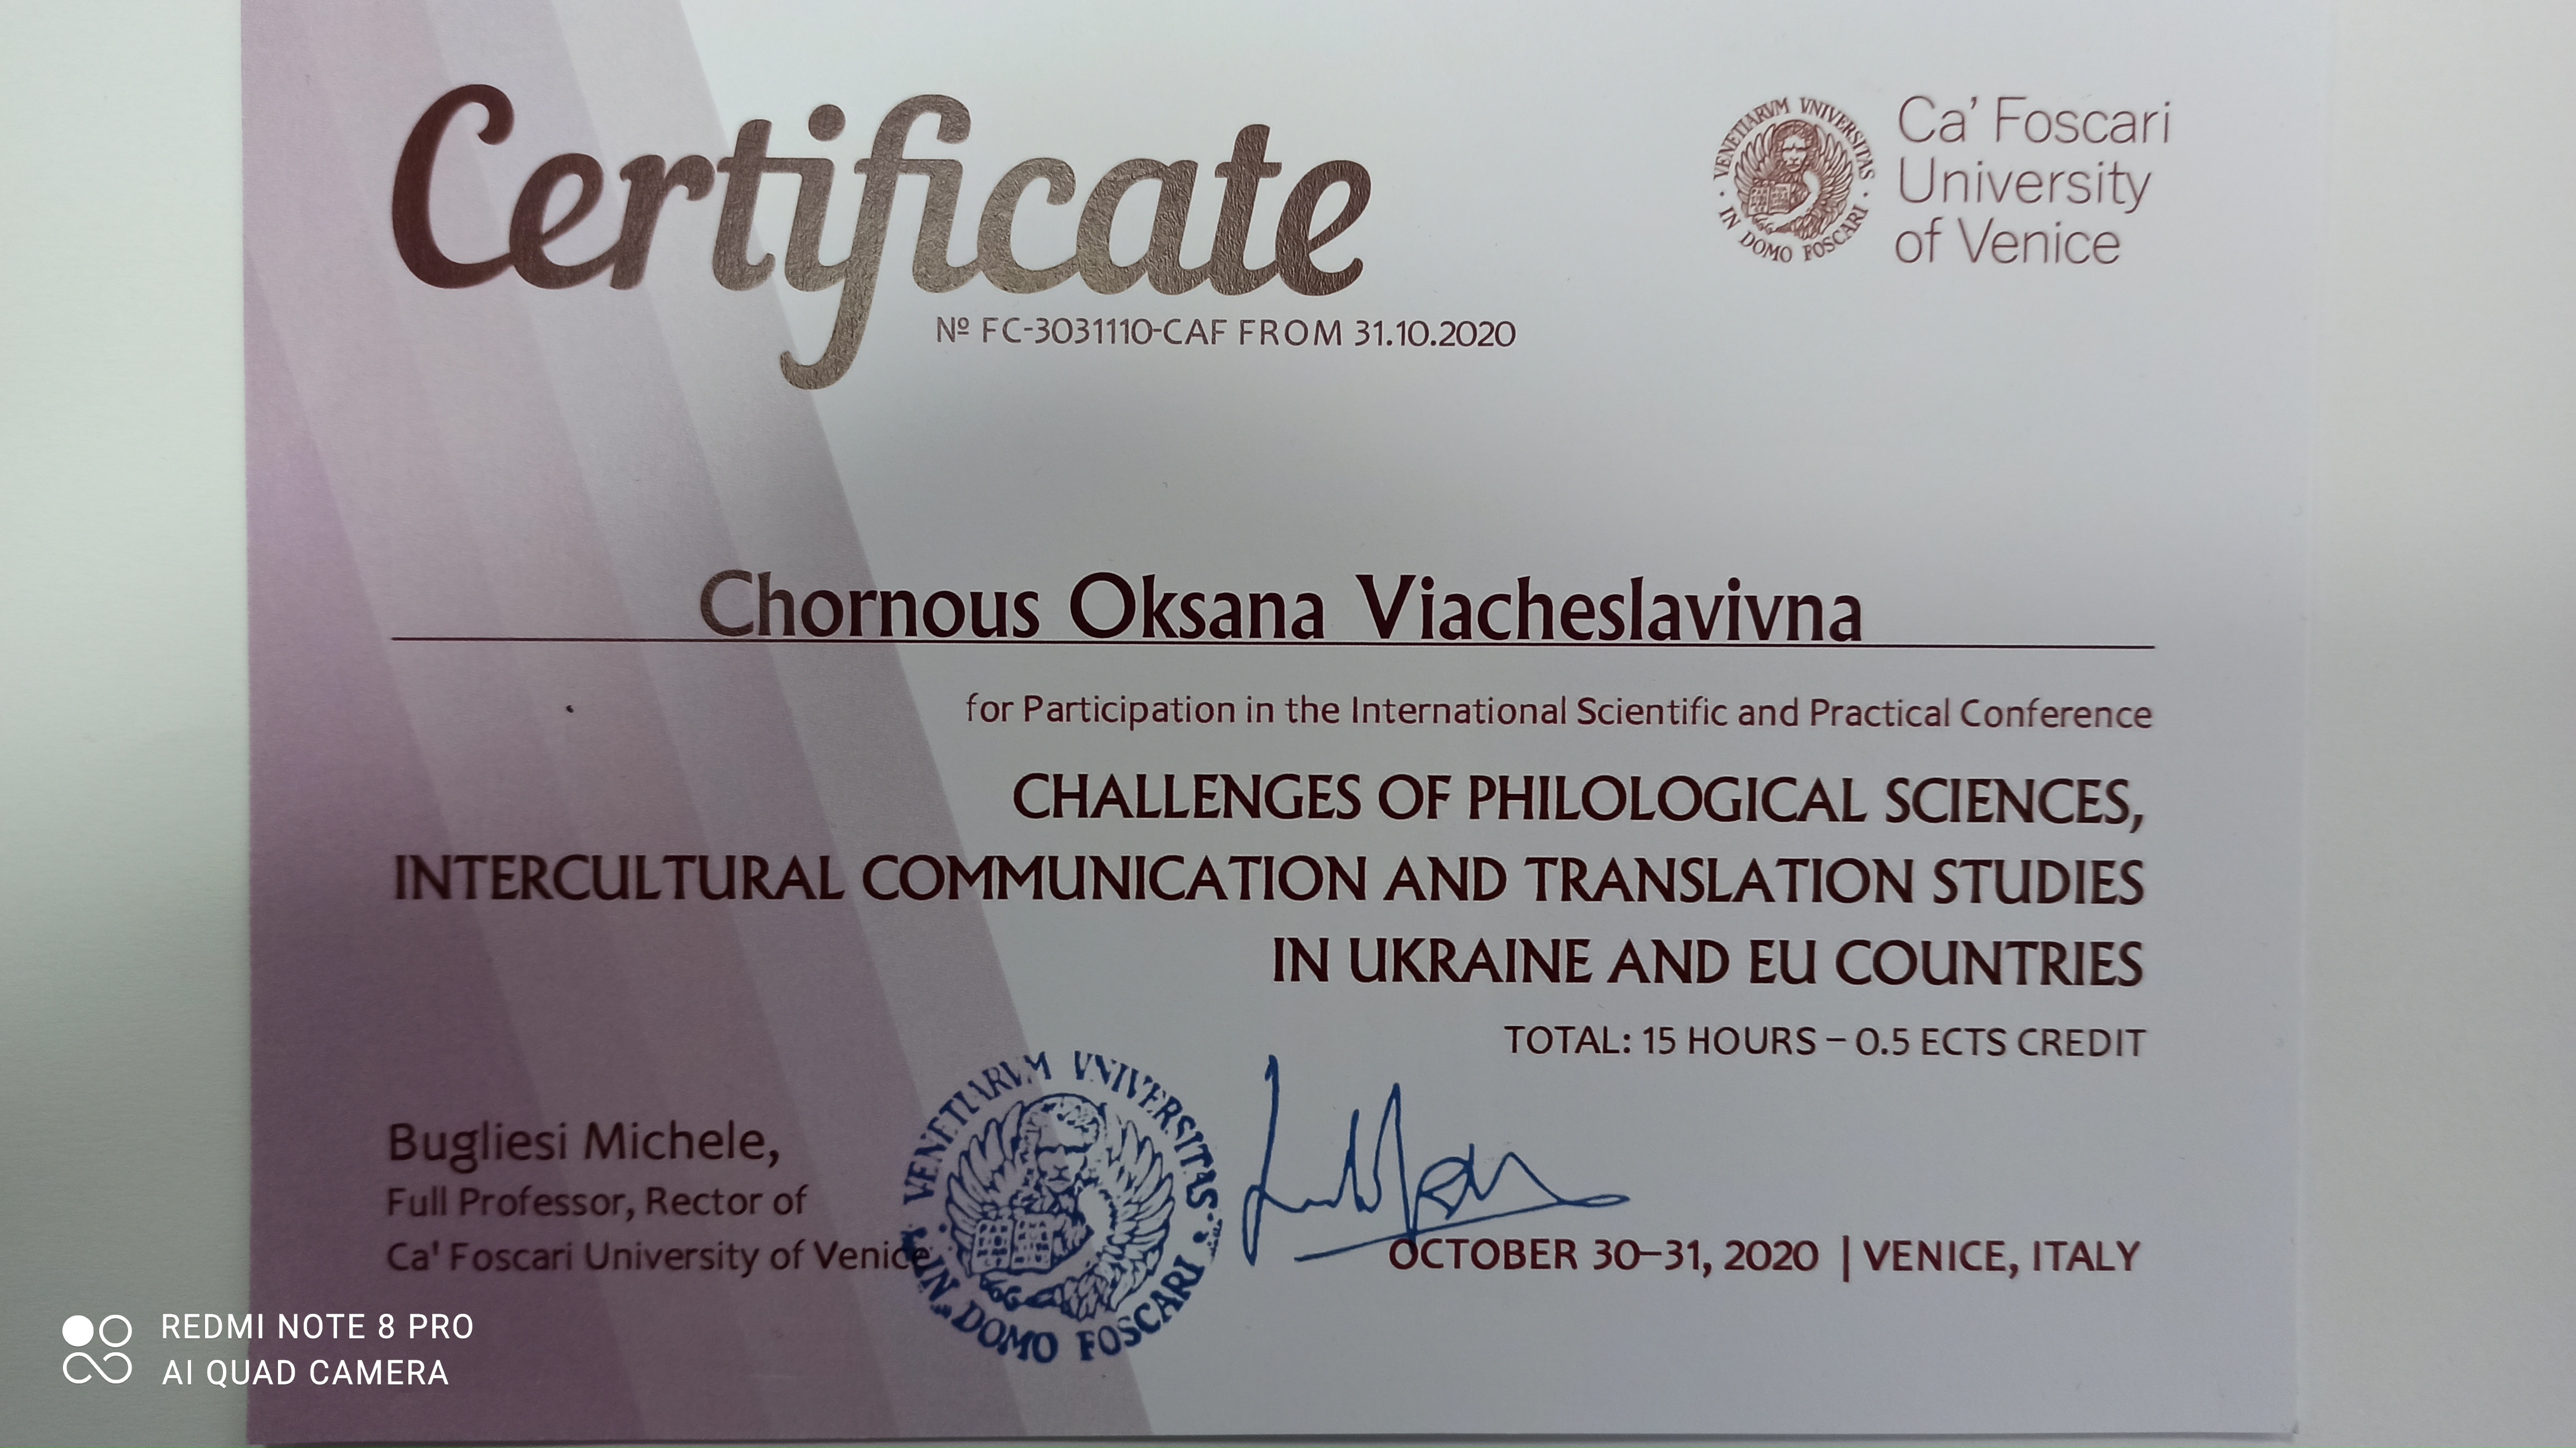 Certificate
№ FC-3031110-CAF FROM 31.10.2020
VENETIARVM VNIVERSITAS
IN DOMO FOSCARI
Ca' Foscari
University
of Venice
Chornous Oksana Viacheslavivna
for Participation in the International Scientific and Practical Conference
CHALLENGES OF PHILOLOGICAL SCIENCES,
INTERCULTURAL COMMUNICATION AND TRANSLATION STUDIES
IN UKRAINE AND EU COUNTRIES
TOTAL: 15 HOURS – 0.5 ECTS CREDIT
Bugliesi Michele,
Full Professor, Rector of
Ca' Foscari University of Venice
VENETIARVM VNIVERSITAS
IN DOMO FOSCARI
OCTOBER 30–31, 2020 | VENICE, ITALY
REDMI NOTE 8 PRO
AI QUAD CAMERA